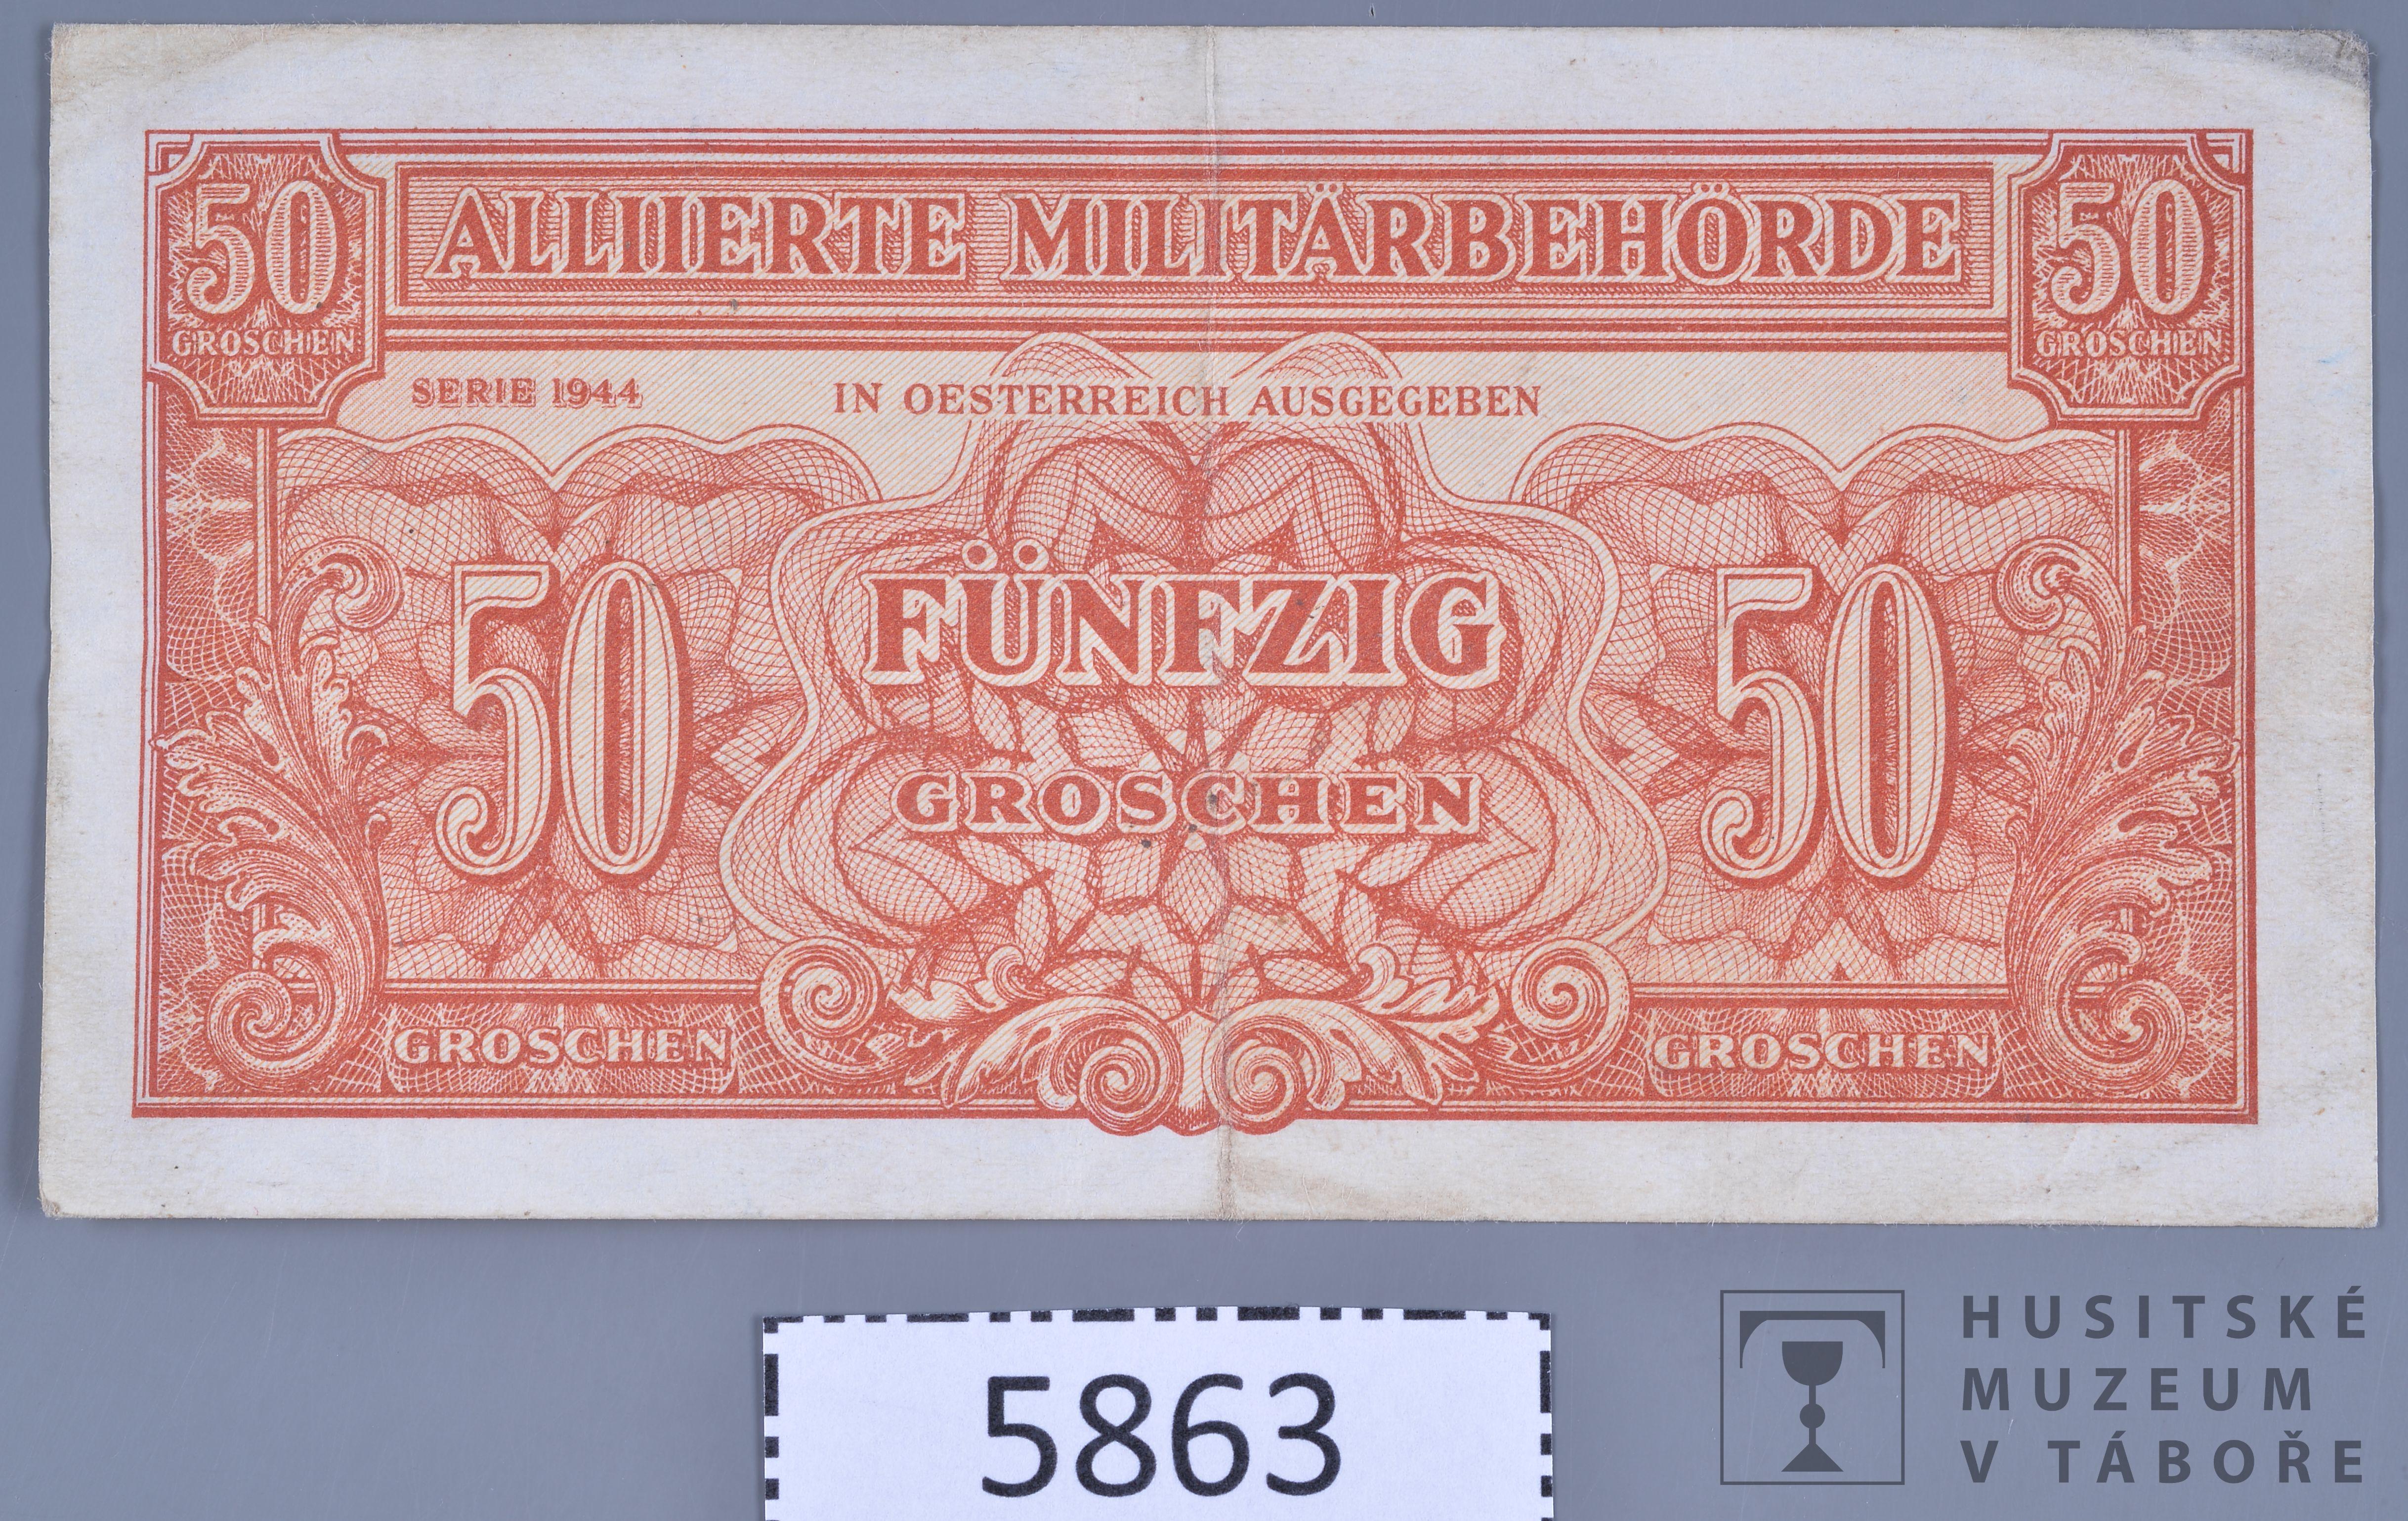 50 ALLIIERTE MILITÄRBEHÖRDE 50
GROSCHEN GROSCHEN
SERIE 1944 IN OESTERREICH AUSGEGEBEN
50 FÜNFZIG 50
GROSCHEN
GROSCHEN GROSCHEN
5863
HUSITSKÉ
MUZEUM
V TÁBOŘE